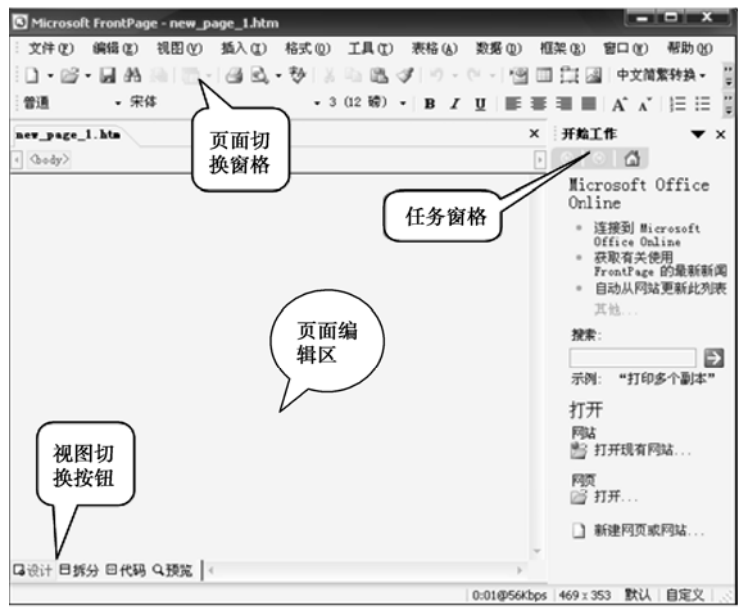 Microsoft FrontPage - new_page_1.htm
文件(F) 编辑(E) 视图(V) 插入(I) 格式(O) 工具(T) 表格(A) 数据(D) 框架(R) 窗口(W) 帮助(H)
中文简繁转换
普通 宋体 3 (12 磅) B I U A A
new_page_1.htm
<body>
页面切
换窗格
任务窗格
页面编
辑区
视图切
换按钮
开始工作
Microsoft Office
Online
连接到 Microsoft
Office Online
获取有关使用
FrontPage 的最新新闻
自动从网站更新此列表
其他...
搜索:
示例: “打印多个副本”
打开
网站
打开现有网站...
网页
打开...
新建网页或网站...
设计 拆分 代码 预览
0:01@56Kbps 469 x 353 默认 自定义